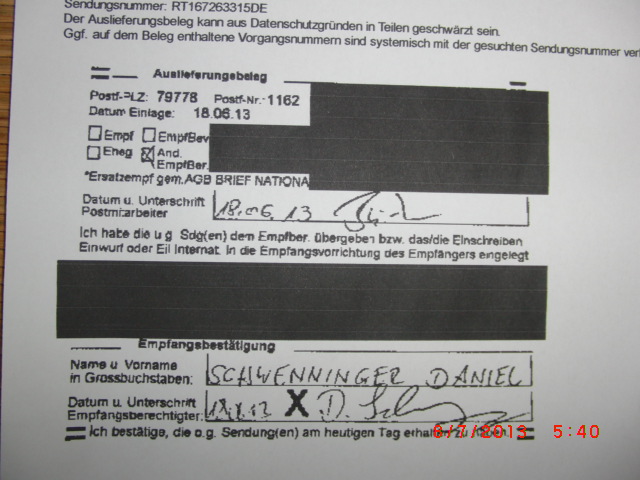 Sendungsnummer: RT167263315DE
Der Auslieferungsbeleg kann aus Datenschutzgründen in Teilen geschwärzt sein.
Ggf. auf dem Beleg enthaltene Vorgangsnummern sind systemisch mit der gesuchten Sendungsnummer
Auslieferungsbeleg
Postf-PLZ: 79778 Postf-Nr.: 1162
Datum Einlage: 18.06.13
Empf EmpfBev
Eheg And.
EmpfBer.
*Ersatzempf gem.AGB BRIEF NATIONA
Datum u. Unterschrift
Postmitarbeiter
18.06.13
Ich habe die u g Sdg(en) dem Empfber. übergeben bzw. das/die Einschreiben
Einwurf oder Eil Internat. in die Empfangsvorrichtung des Empfängers eingelegt
Empfangsbestätigung
Name u Vorname
in Grossbuchstaben:
SCHWENNINGER DANIEL
Datum u. Unterschrift
Empfangsberechtigter:
X D.
Ich bestätige, die o.g. Sendung(en) am heutigen Tag
6/7/2013 5:40